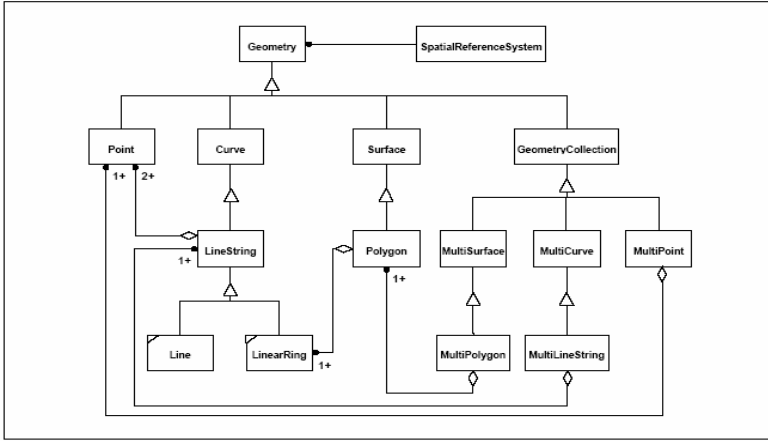 Geometry
SpatialReferenceSystem
Point
Curve
Surface
GeometryCollection
1+
2+
LineString
1+
Polygon
1+
MultiSurface
MultiCurve
MultiPoint
Line
LinearRing
1+
MultiPolygon
MultiLineString